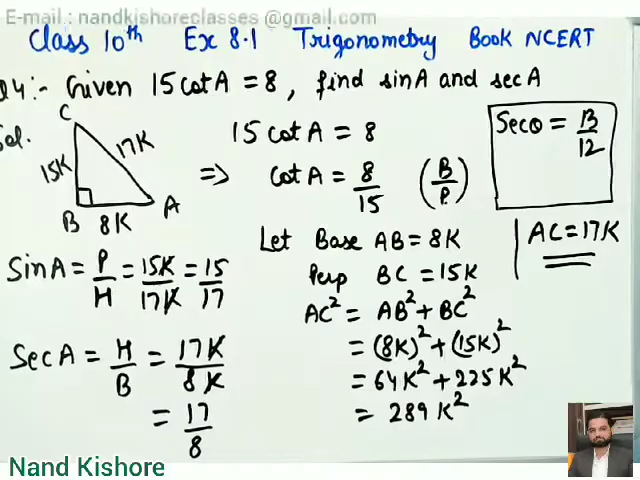 E-mail : nandkishoreclasses @gmail.com
Class 10th Ex 8.1 Trigonometry Book NCERT
Q4:- Given 15 cot A = 8, find sin A and sec A
Sol.
C
15K 17K
B 8K A
15 cot A = 8
=> cot A = 8/15 (B/P)
Secθ = 13/12
Let Base AB = 8K
Perp BC = 15K
AC² = AB² + BC²
= (8K)² + (15K)²
= 64K² + 225K²
= 289K²
AC = 17K
Sin A = P/H = 15K/17K = 15/17
Sec A = H/B = 17K/8K
= 17/8
Nand Kishore